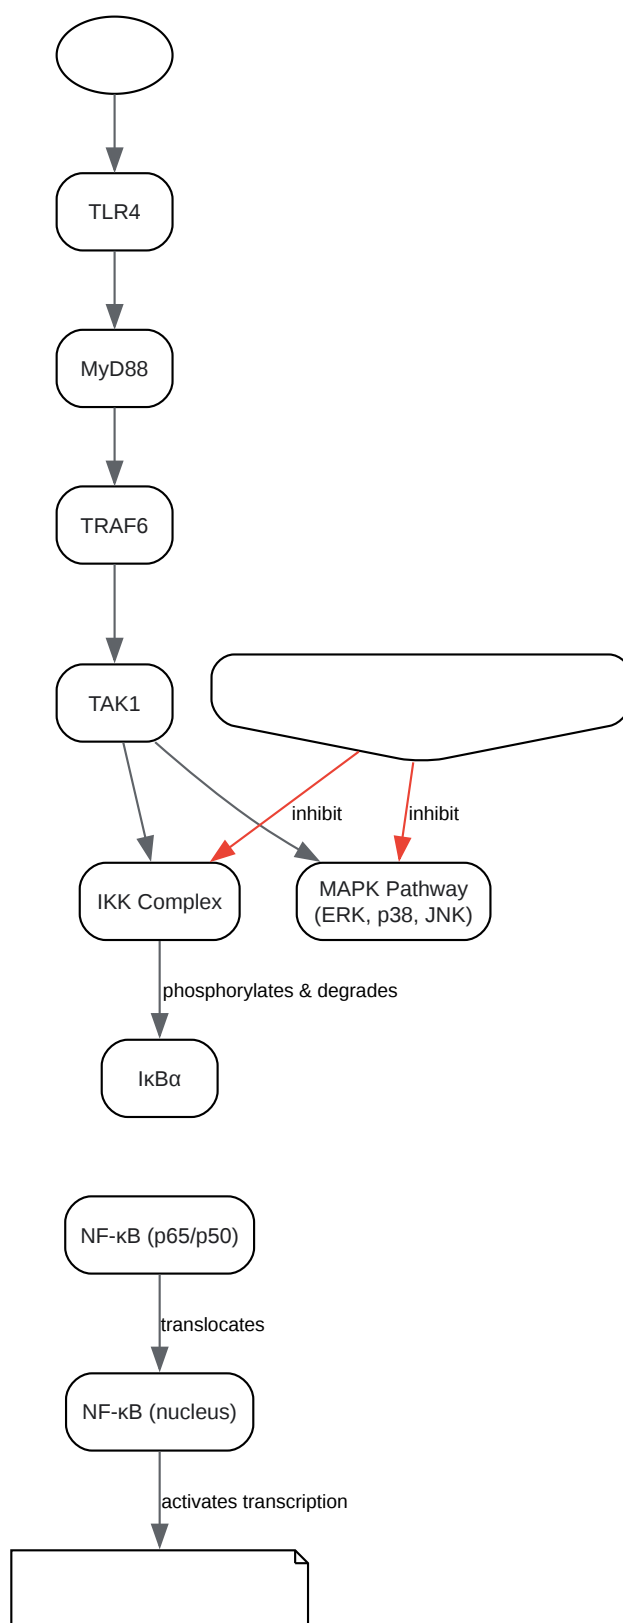 TLR4
MyD88
TRAF6
TAK1
inhibit
inhibit
IKK Complex
MAPK Pathway
(ERK, p38, JNK)
phosphorylates & degrades
IκBα
NF-κB (p65/p50)
translocates
NF-κB (nucleus)
activates transcription